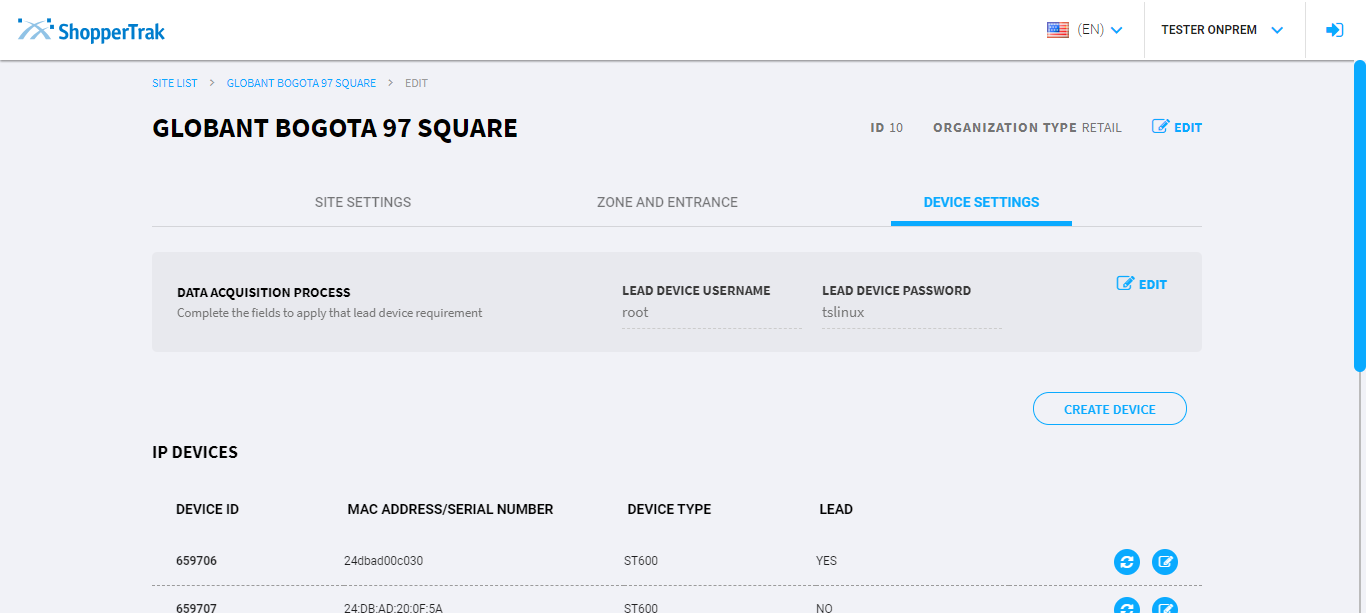 ShopperTrak (EN) TESTER ONPREM
SITE LIST > GLOBANT BOGOTA 97 SQUARE > EDIT
GLOBANT BOGOTA 97 SQUARE ID 10 ORGANIZATION TYPE RETAIL EDIT
SITE SETTINGS ZONE AND ENTRANCE DEVICE SETTINGS
DATA ACQUISITION PROCESS LEAD DEVICE USERNAME LEAD DEVICE PASSWORD EDIT
Complete the fields to apply that lead device requirement root tslinux
CREATE DEVICE
IP DEVICES
DEVICE ID MAC ADDRESS/SERIAL NUMBER DEVICE TYPE LEAD
659706 24dbad00c030 ST600 YES
659707 24:DB:AD:20:0F:5A ST600 NO